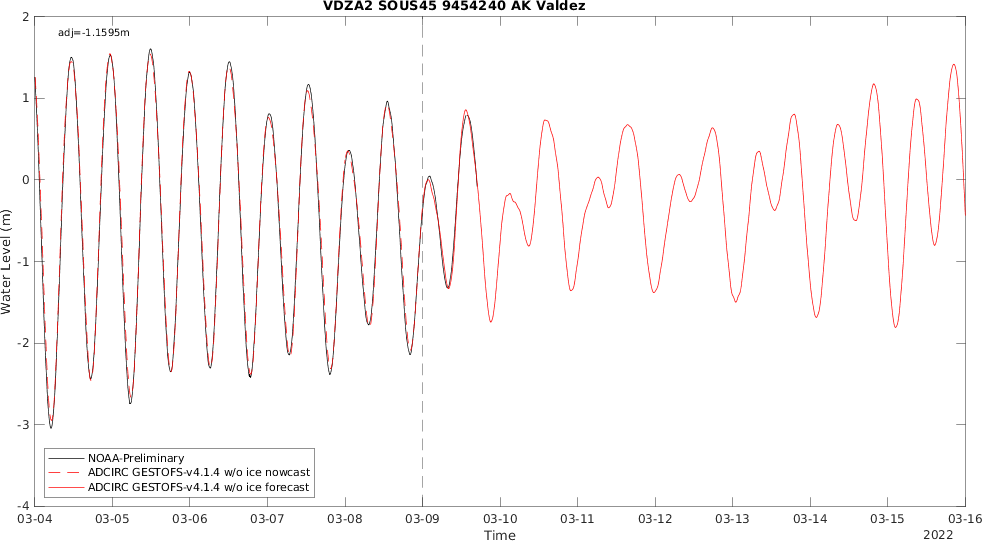 VDZA2 SOUS45 9454240 AK Valdez
adj=-1.1595m
2
1
0
-1
-2
-3
-4
Water Level (m)
NOAA-Preliminary
ADCIRC GESTOFS-v4.1.4 w/o ice nowcast
ADCIRC GESTOFS-v4.1.4 w/o ice forecast
03-04 03-05 03-06 03-07 03-08 03-09 03-10 03-11 03-12 03-13 03-14 03-15 03-16
Time
2022